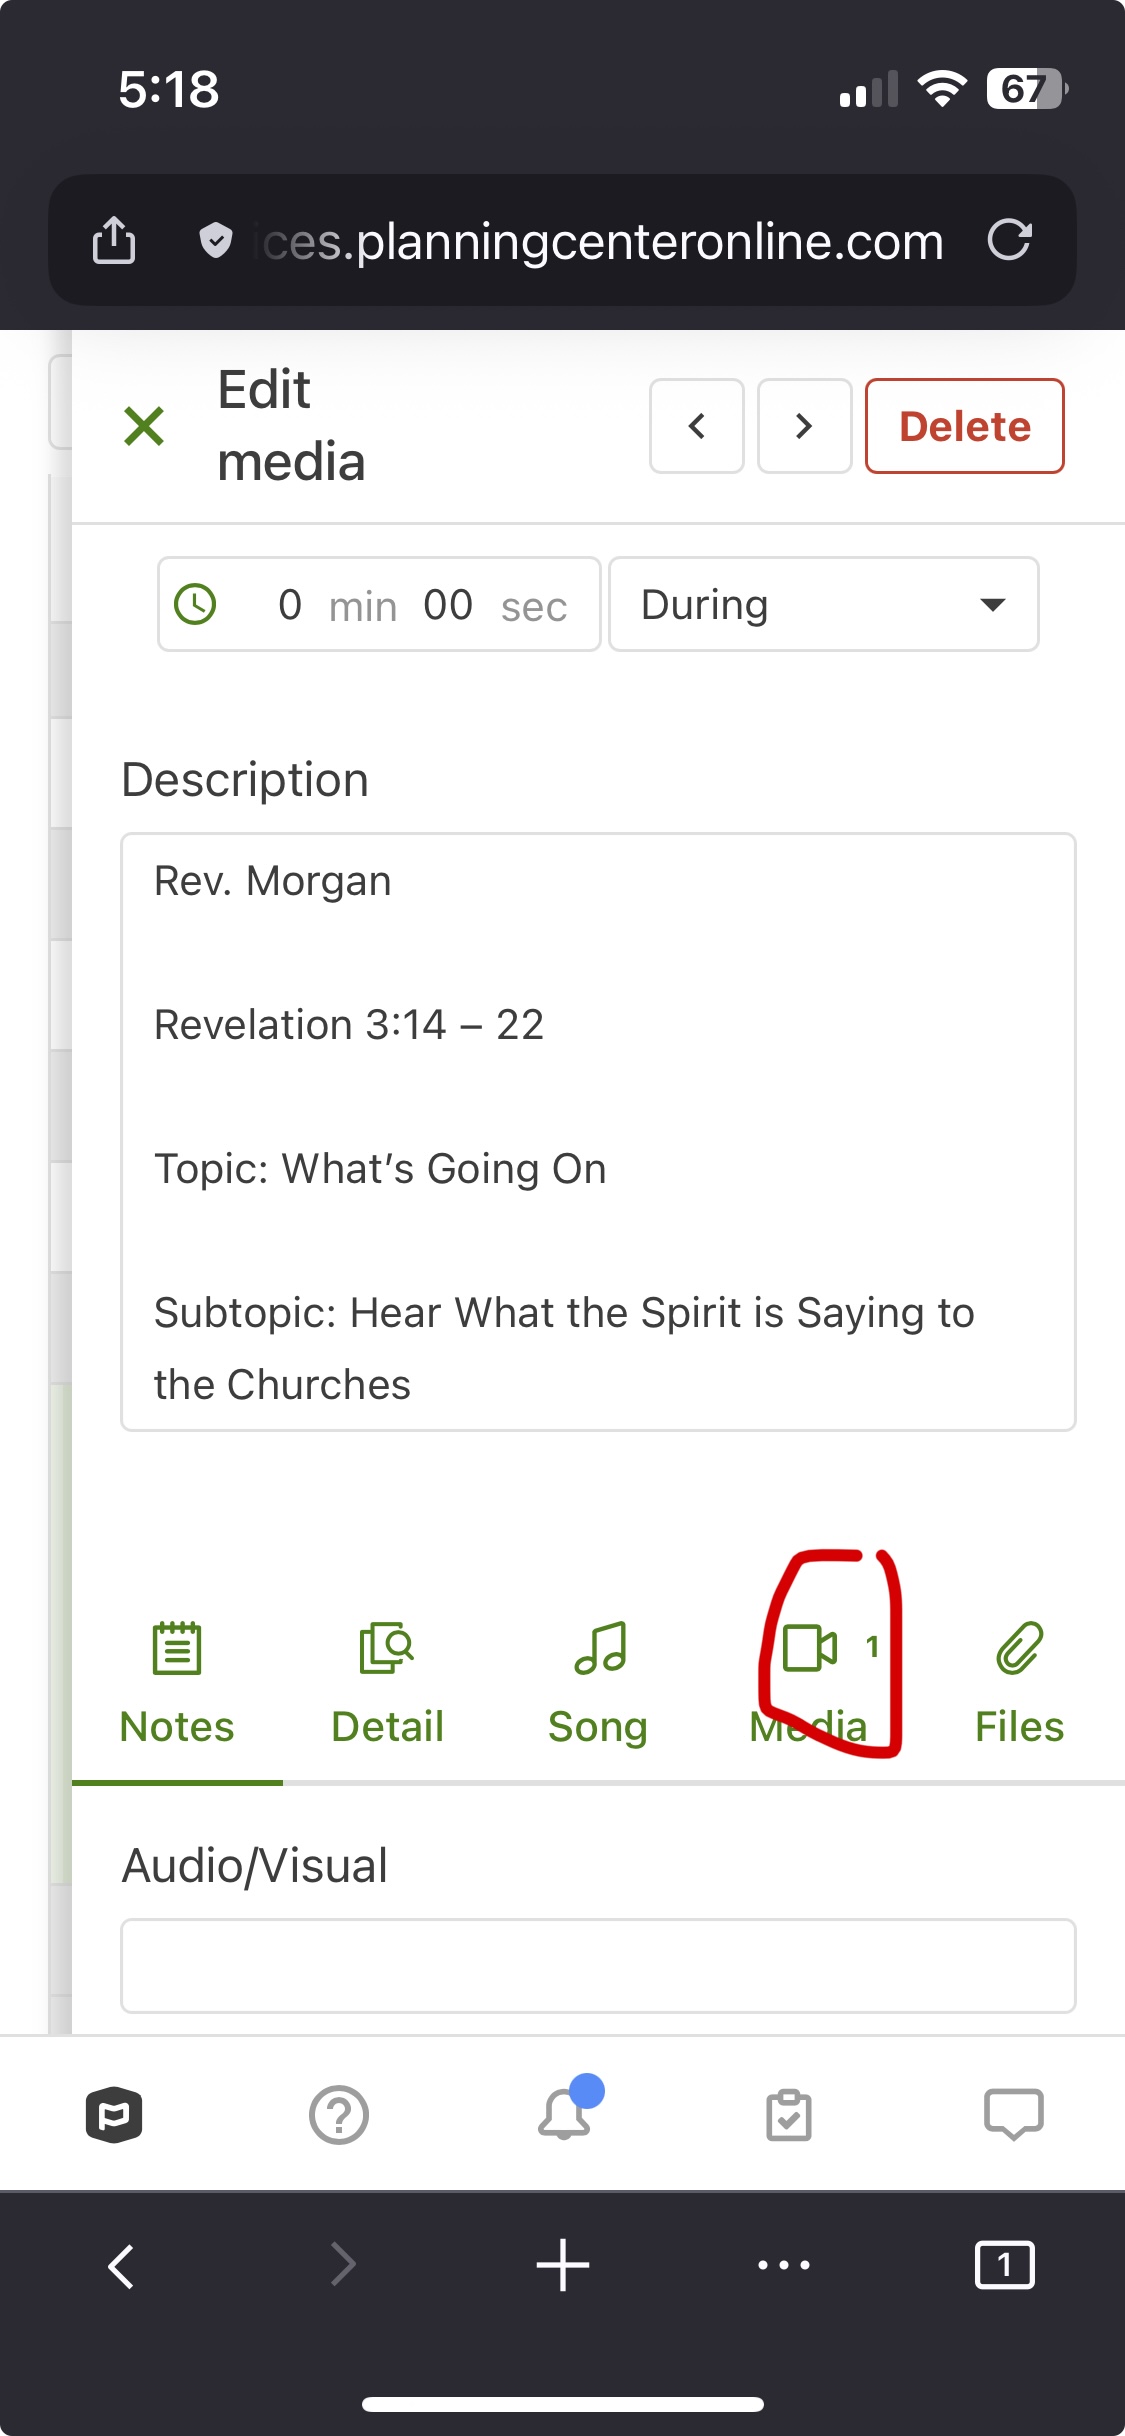 5:18
67
ices.planningcenteronline.com
Edit
media
Delete
0 min 00 sec
During
Description
Rev. Morgan
Revelation 3:14 – 22
Topic: What's Going On
Subtopic: Hear What the Spirit is Saying to
the Churches
1
Notes
Detail
Song
Media
Files
Audio/Visual
1